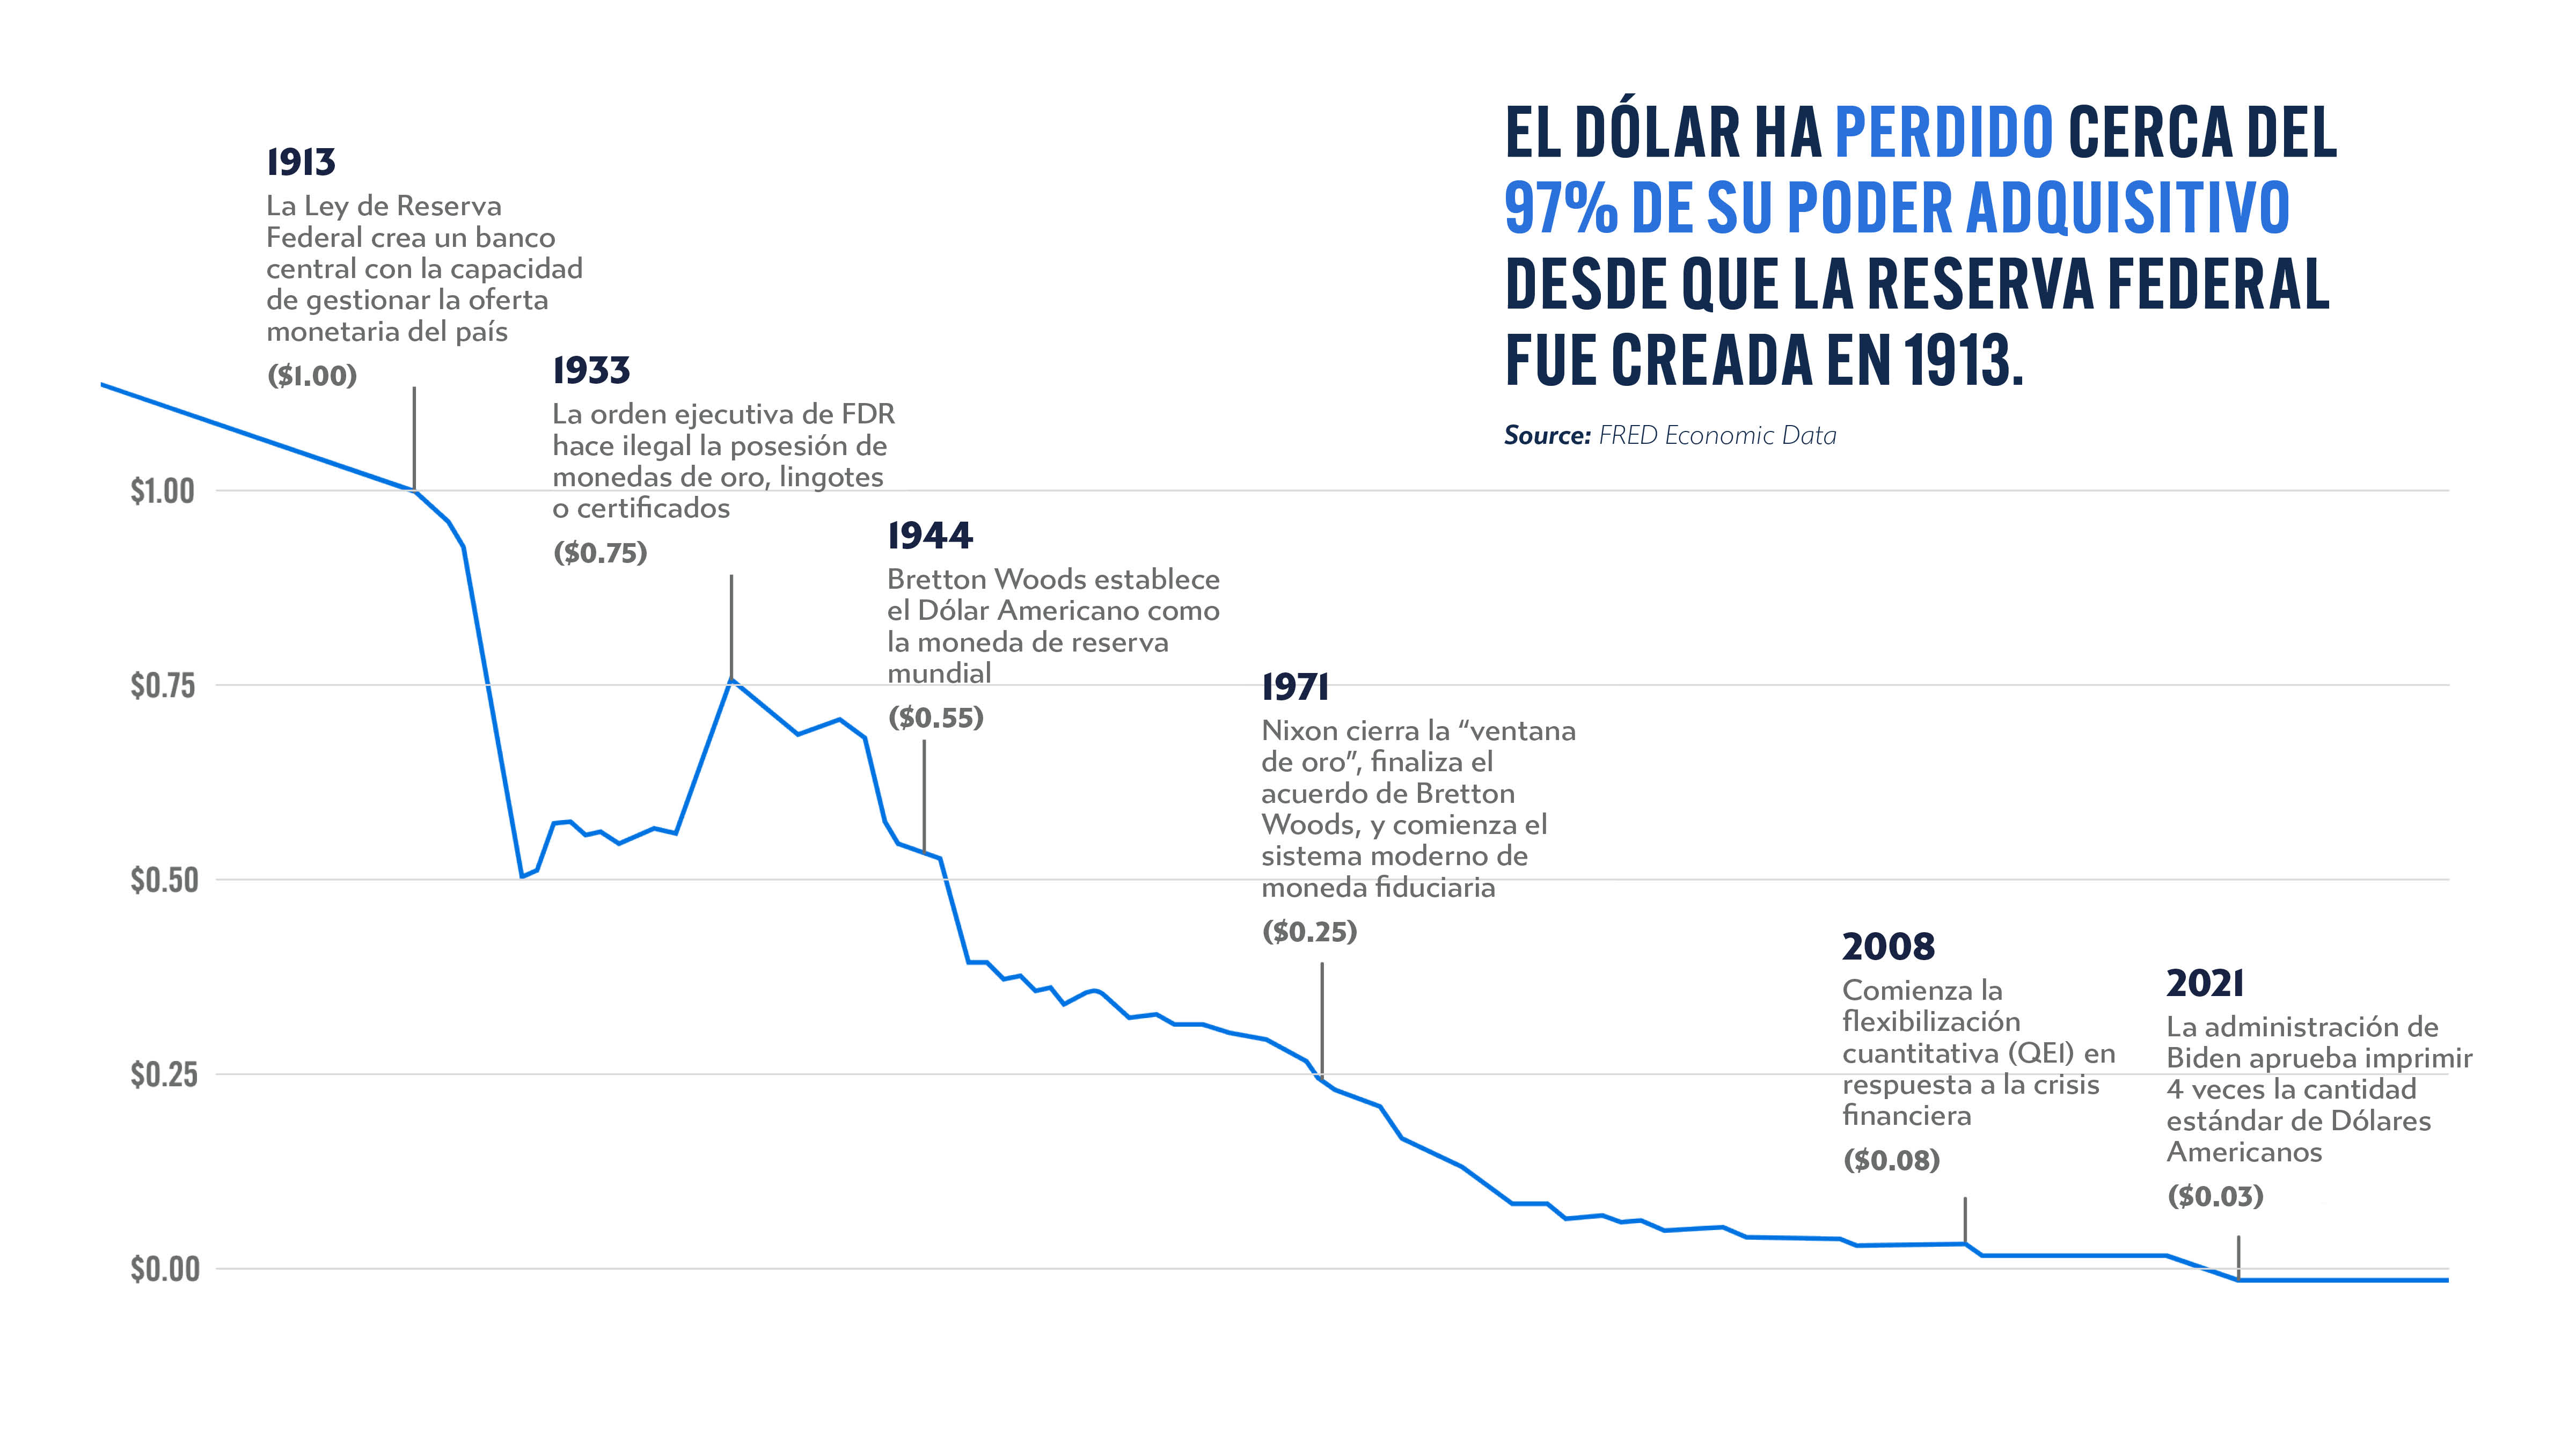 EL DÓLAR HA PERDIDO CERCA DEL
97% DE SU PODER ADQUISITIVO
DESDE QUE LA RESERVA FEDERAL
FUE CREADA EN 1913.
Source: FRED Economic Data
1913
La Ley de Reserva
Federal crea un banco
central con la capacidad
de gestionar la oferta
monetaria del país
($1.00)
1933
La orden ejecutiva de FDR
hace ilegal la posesión de
monedas de oro, lingotes
o certificados
($0.75)
1944
Bretton Woods establece
el Dólar Americano como
la moneda de reserva
mundial
($0.55)
1971
Nixon cierra la “ventana
de oro”, finaliza el
acuerdo de Bretton
Woods, y comienza el
sistema moderno de
moneda fiduciaria
($0.25)
2008
Comienza la
flexibilización
cuantitativa (QE1) en
respuesta a la crisis
financiera
($0.08)
2021
La administración de
Biden aprueba imprimir
4 veces la cantidad
estándar de Dólares
Americanos
($0.03)
$1.00
$0.75
$0.50
$0.25
$0.00